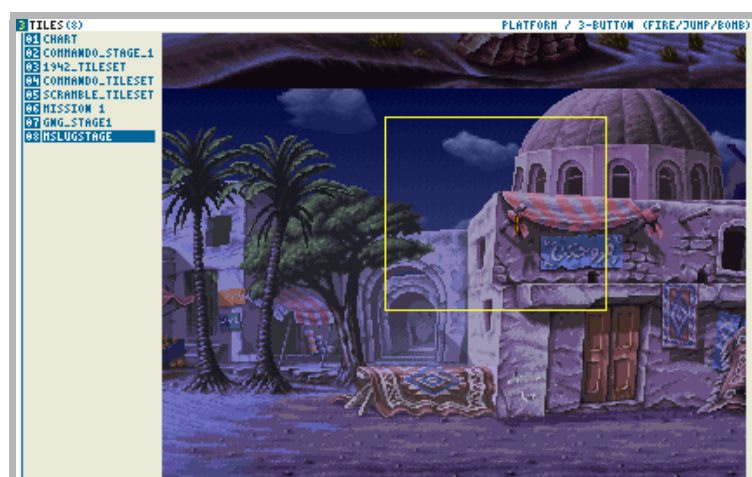 3 TILES(8)
PLATFORM / 3-BUTTON (FIRE/JUMP/BOMB)
01 CHART
02 COMMANDO_STAGE_1
03 1942_TILESET
04 COMMANDO_TILESET
05 SCRAMBLE_TILESET
06 MISSION 1
07 GNG_STAGE1
08 MSLUGSTAGE